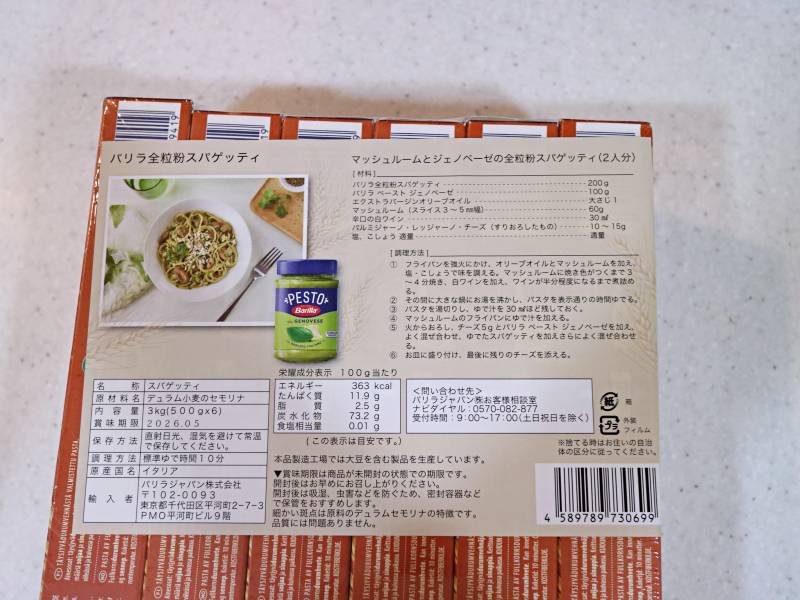 9419
バリラ全粒粉スパゲッティ
マッシュルームとジェノベーゼの全粒粉スパゲッティ(2人分)
[材料]
バリラ全粒粉スパゲッティ 200g
バリラ ペースト ジェノベーゼ 100g
エクストラバージンオリーブオイル 大さじ1
マッシュルーム(スライス3~5mm幅) 60g
辛口の白ワイン 30ml
パルミジャーノ・レッジャーノ・チーズ(すりおろしたもの) 10~15g
塩、こしょう 適量 適量
[調理方法]
① フライパンを強火にかけ、オリーブオイルとマッシュルームを加え、
塩・こしょうで味を調える。マッシュルームに焼き色がつくまで3
~4分焼き、白ワインを加え、ワインが半分程度になるまで煮詰め
る。
② その間に大きな鍋にお湯を沸かし、パスタを表示通りの時間ゆでる。
③ パスタを湯切りし、ゆで汁を30mlほど残しておく。
④ マッシュルームのフライパンにゆで汁を加える。
⑤ 火からおろし、チーズ5gとバリラ ペースト ジェノベーゼを加え、
よく混ぜ合わせ、ゆでたスパゲッティを加えさらによく混ぜ合わせ
る。
⑥ お皿に盛り付け、最後に残りのチーズを添える。
PESTO
Barilla
GENOVESE
名称 スパゲッティ
原材料名 デュラム小麦のセモリナ
内容量 3kg(500gx6)
賞味期限 2026.05
保存方法 直射日光、湿気を避けて常温
で保存してください。
調理方法 標準ゆで時間10分
原産国名 イタリア
輸入者 バリラジャパン株式会社
〒102-0093
東京都千代田区平河町2-7-3
PMO平河町ビル9階
栄養成分表示 100g当たり
エネルギー 363 kcal
たんぱく質 11.9 g
脂質 2.5 g
炭水化物 73.2 g
食塩相当量 0.01 g
(この表示は目安です。)
<問い合わせ先>
バリラジャパン㈱お客様相談室
ナビダイヤル:0570-082-877
受付時間:9:00~17:00(土日祝日を除く)
紙 箱
プラ 外装
フィルム
※捨てる時はお住いの自治
体の区分に従ってください。
本品製造工場では大豆を含む製品を生産しています。
▼賞味期限は商品が未開封の状態での期限です。
開封後はお早めにお召し上がりください。
開封後は吸湿、虫害などを防ぐため、密封容器など
で保管をおすすめします。
細かい斑点は原料のデュラムセモリナの特徴です。
品質には問題ありません。
4 589789 730699